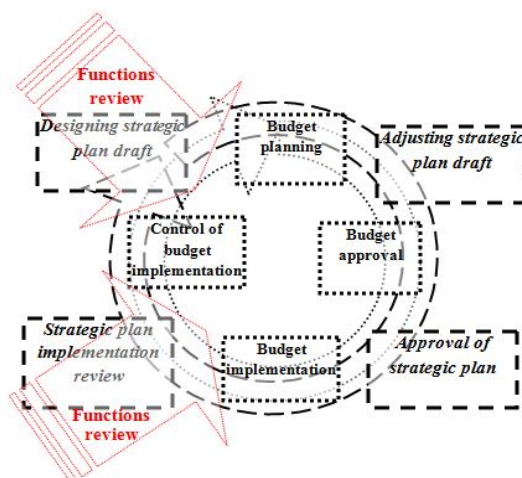 Functions
review
Designing strategic
plan draft
Budget
planning
Adjusting strategic
plan draft
Control of
budget
implementation
Budget
approval
Strategic plan
implementation
review
Budget
implementation
Approval of
strategic plan
Functions
review